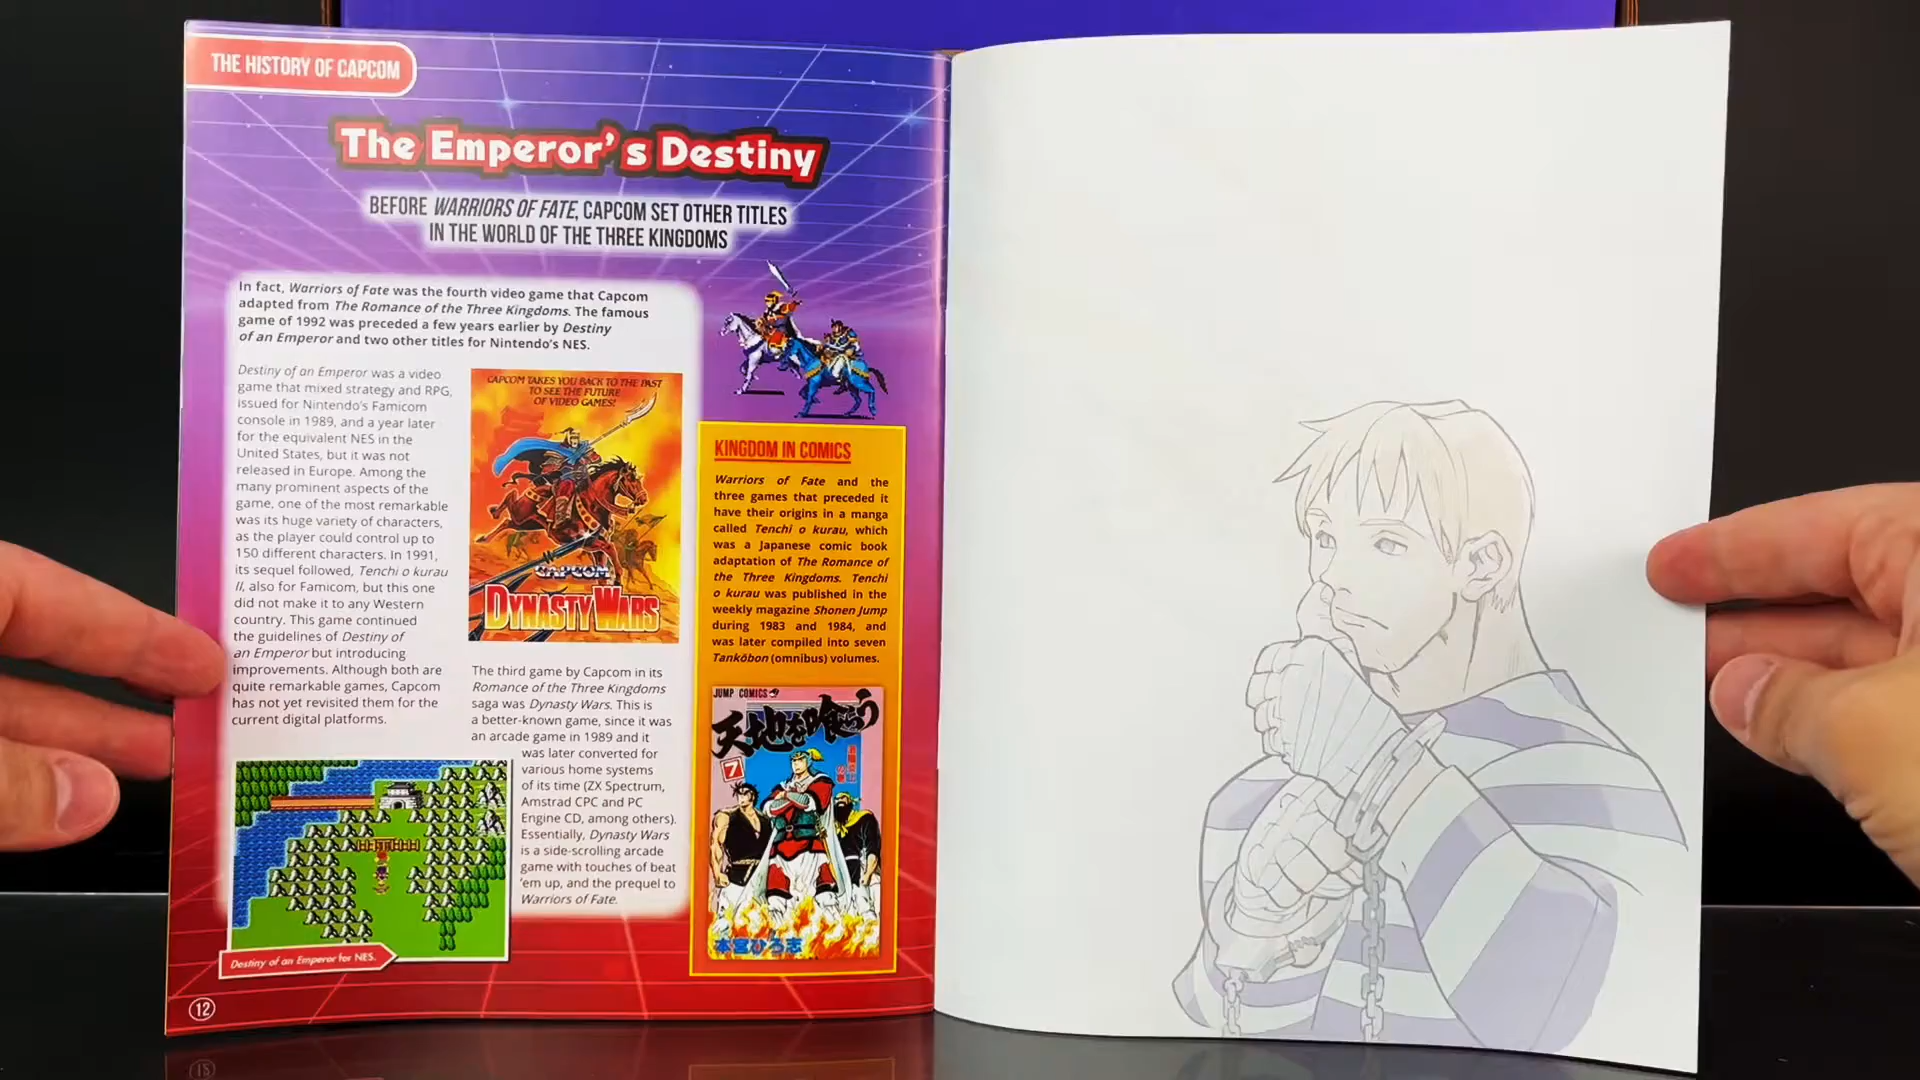 THE HISTORY OF CAPCOM
The Emperor's Destiny
BEFORE WARRIORS OF FATE, CAPCOM SET OTHER TITLES
IN THE WORLD OF THE THREE KINGDOMS
In fact, Warriors of Fate was the fourth video game that Capcom
adapted from The Romance of the Three Kingdoms. The famous
game of 1992 was preceded a few years earlier by Destiny
of an Emperor and two other titles for Nintendo's NES.
Destiny of an Emperor was a video
game that mixed strategy and RPG,
issued for Nintendo's Famicom
console in 1989, and a year later
for the equivalent NES in the
United States, but it was not
released in Europe. Among the
many prominent aspects of the
game, one of the most remarkable
was its huge variety of characters,
as the player could control up to
150 different characters. In 1991,
its sequel followed, Tenchi o kurau
II, also for Famicom, but this one
did not make it to any Western
country. This game continued
the guidelines of Destiny of
an Emperor but introducing
improvements. Although both are
quite remarkable games, Capcom
has not yet revisited them for the
current digital platforms.
Destiny of an Emperor for NES.
CAPCOM TAKES YOU BACK TO THE PAST
TO SEE THE FUTURE
OF VIDEO GAMES!
CAPCOM
DYNASTY WARS
The third game by Capcom in its
Romance of the Three Kingdoms
saga was Dynasty Wars. This is
a better-known game, since it was
an arcade game in 1989 and it
was later converted for
various home systems
of its time (ZX Spectrum,
Amstrad CPC and PC
Engine CD, among others).
Essentially, Dynasty Wars
is a side-scrolling arcade
game with touches of beat
'em up, and the prequel to
Warriors of Fate.
KINGDOM IN COMICS
Warriors of Fate and the
three games that preceded it
have their origins in a manga
called Tenchi o kurau, which
was a Japanese comic book
adaptation of The Romance of
the Three Kingdoms. Tenchi
o kurau was published in the
weekly magazine Shonen Jump
during 1983 and 1984, and
was later compiled into seven
Tankōbon (omnibus) volumes.
JUMP COMICS
天地を喰らう
7
本宮ひろ志
12